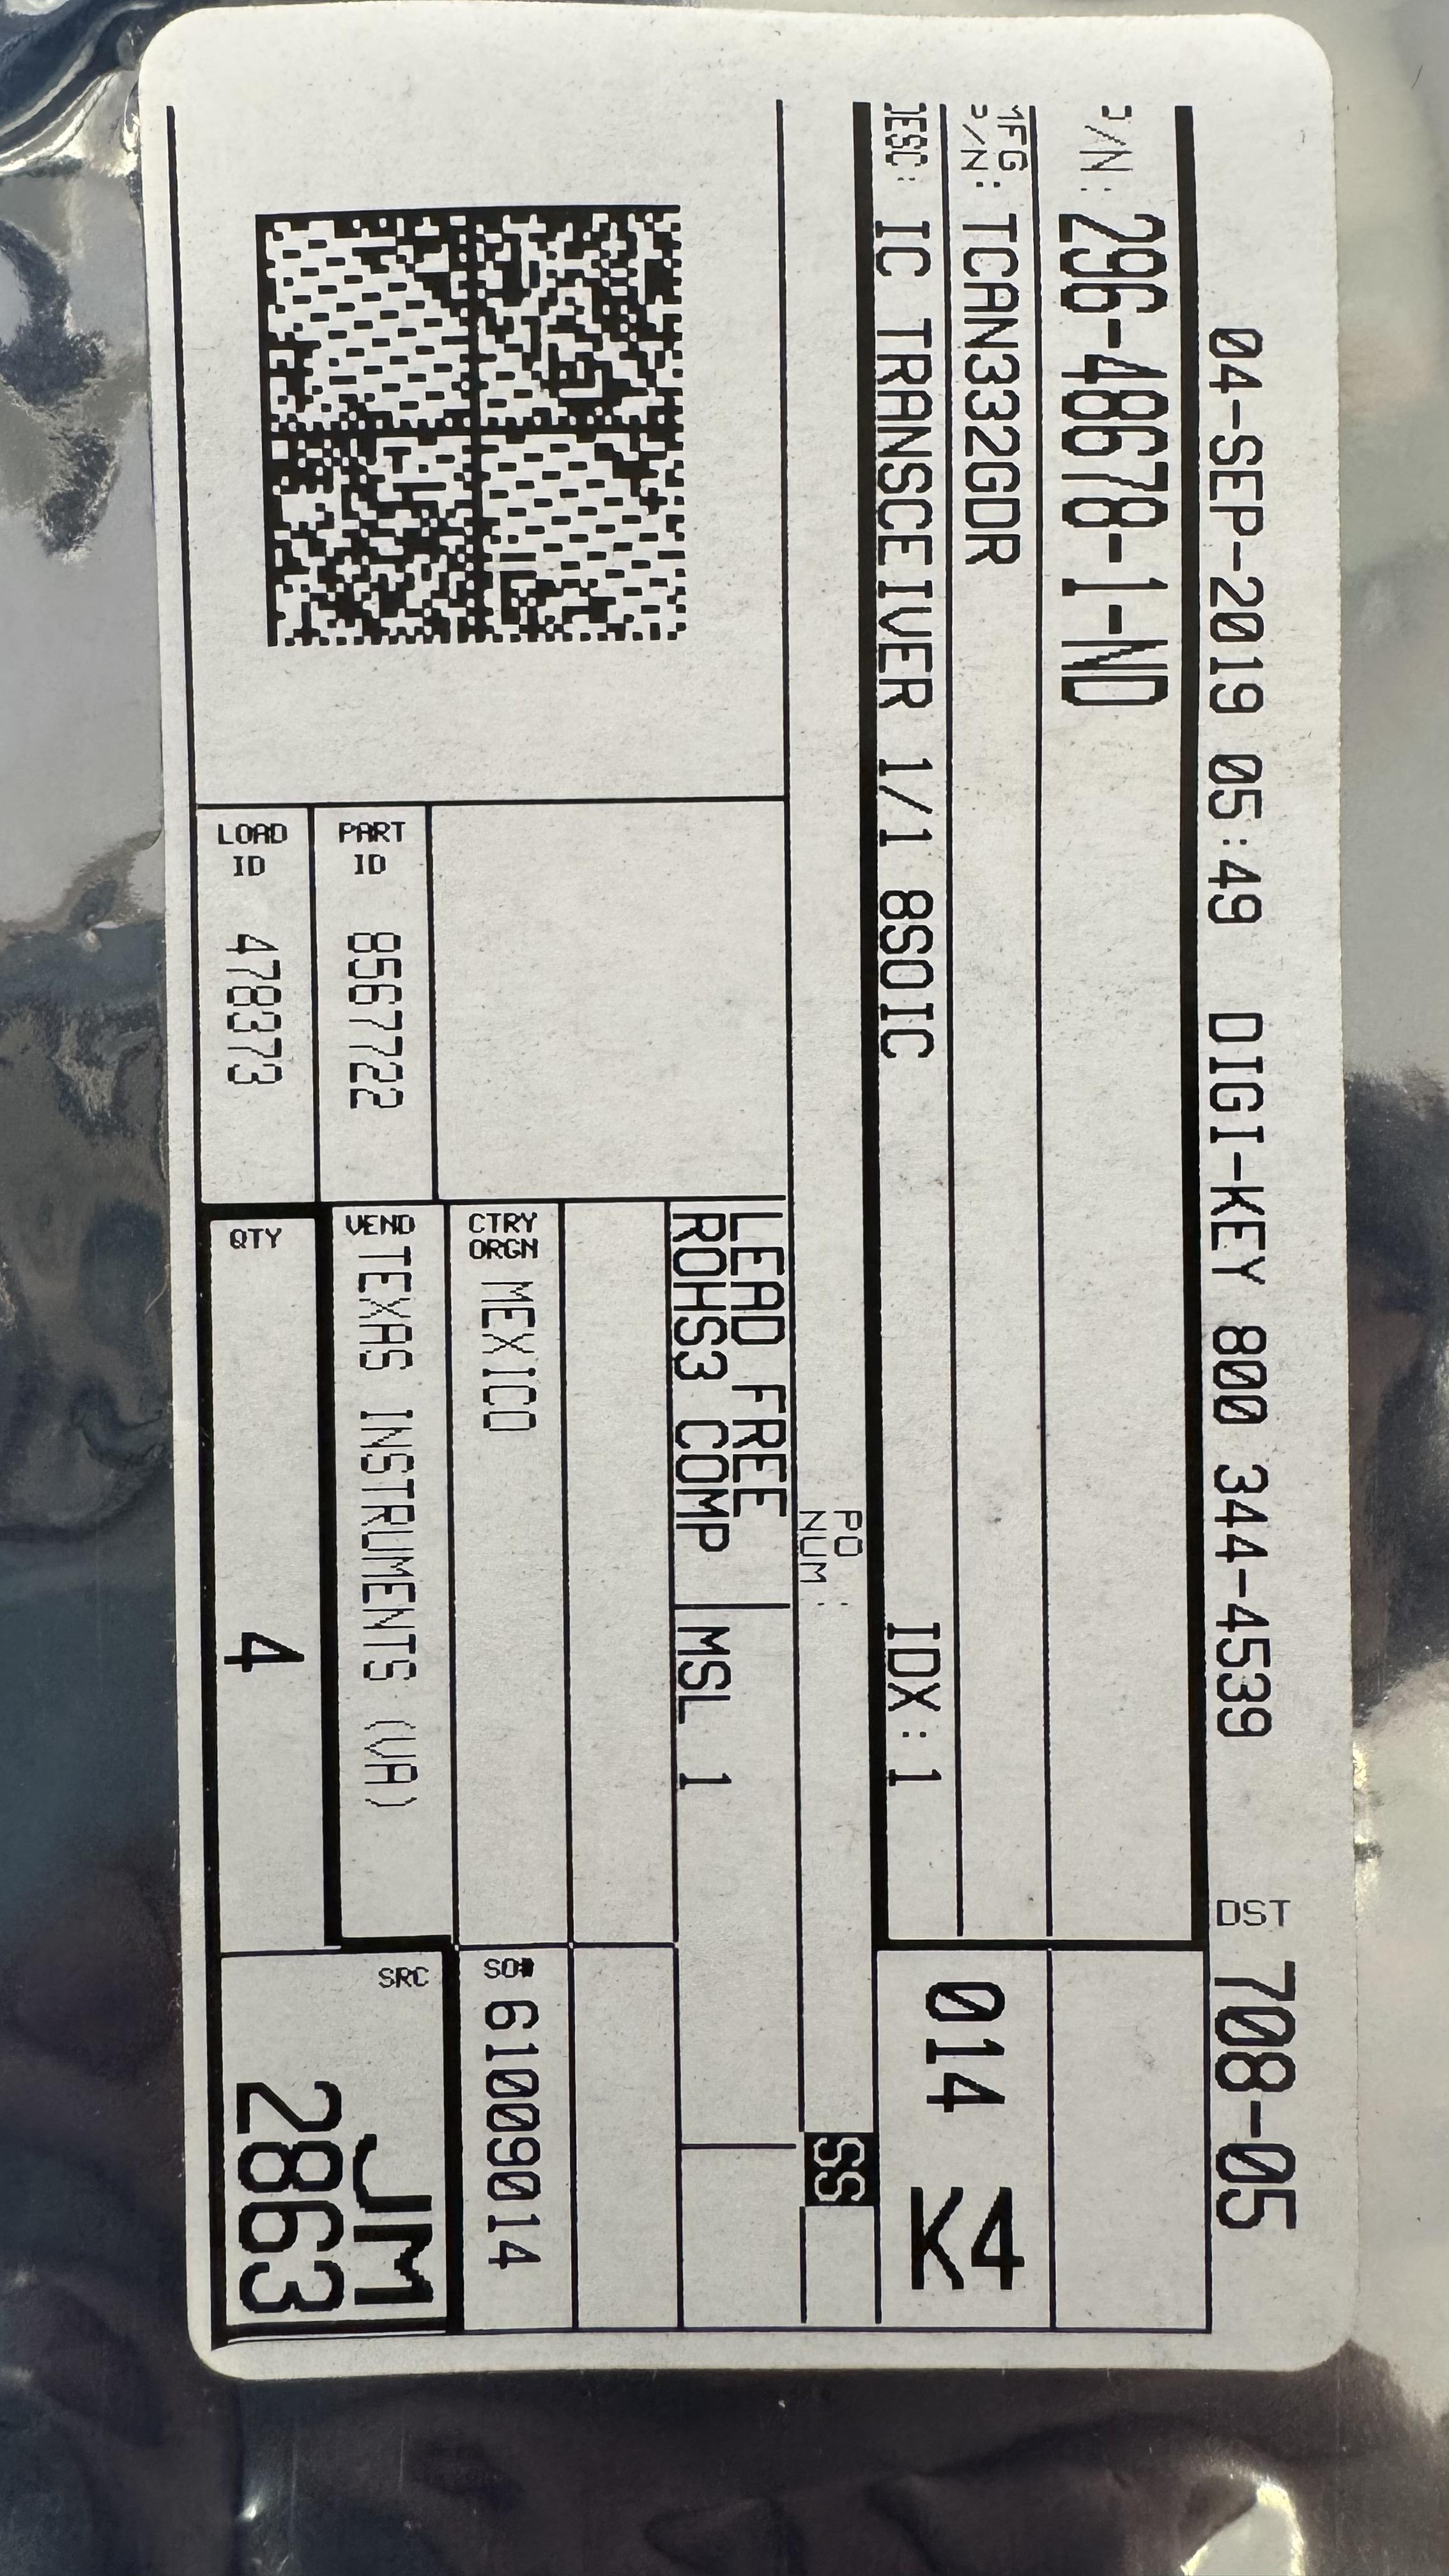 04-SEP-2019 05:49 DIGI-KEY 800 344-4539 DST 708-05
P/N: 296-48678-1-ND
MFG
P/N: TCAN332GDR
DESC: IC TRANSCEIVER 1/1 8SOIC IDX: 1
014 K4
PO
NUM:
SS
LEAD FREE
ROHS3 COMP
MSL 1
CTRY
ORGN MEXICO
SO# 61009014
PART
ID 8567722
VEND TEXAS INSTRUMENTS (VA)
LOAD
ID 478373
QTY 4
SRC JM
2863